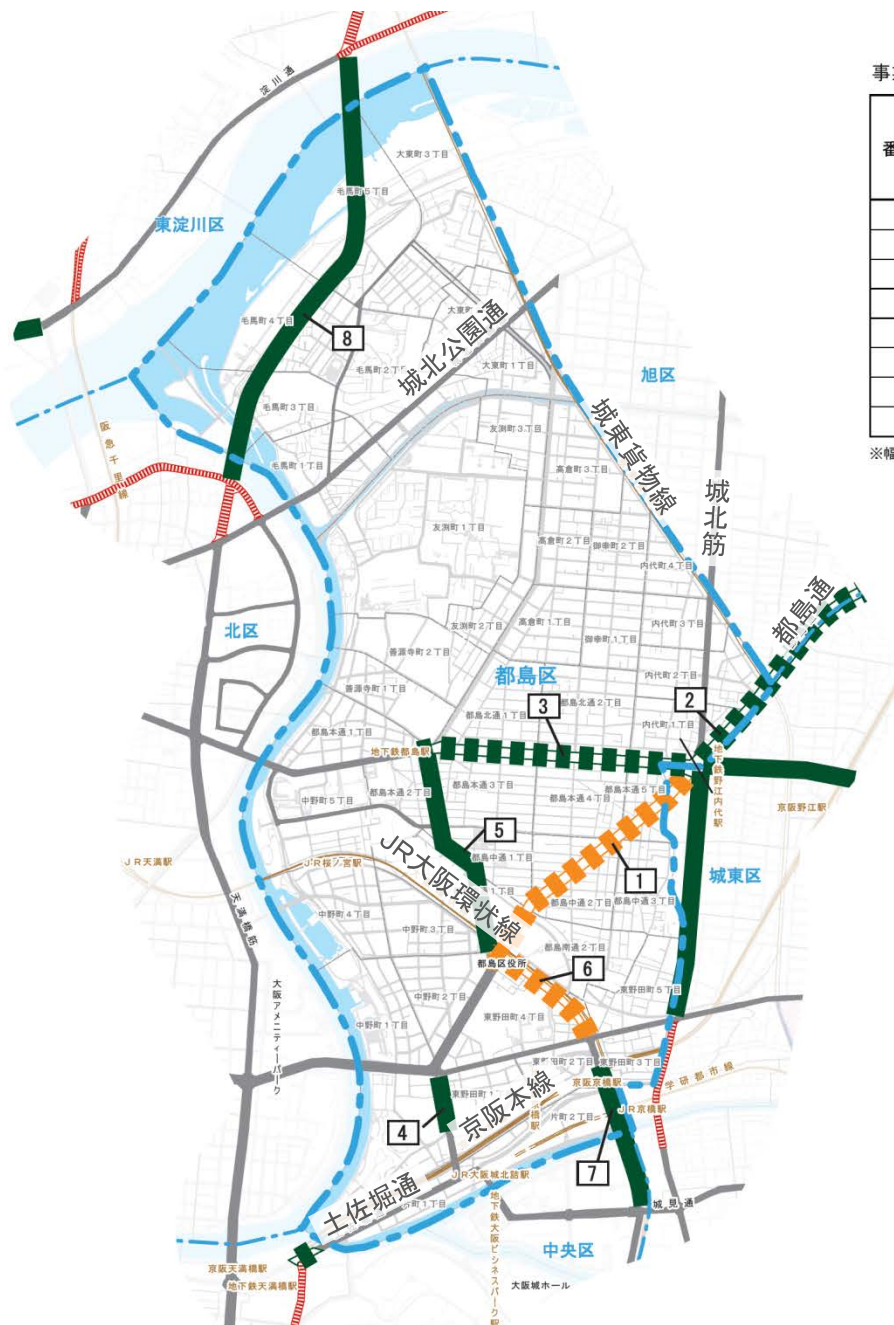 事
番
※幅
淀川通
大東町3丁目
毛馬町5丁目
東淀川区
毛馬町4丁目
8
大東町
城北公園通
毛馬町2丁目
大東町1丁目
旭区
毛馬町3丁目
阪急千里線
友渕町3丁目
城東貨物線
毛馬町1丁目
高倉町3丁目
城北筋
友渕町1丁目
高倉町2丁目
御幸町2丁目
内代町4丁目
都島通
北区
友渕町2丁目
高倉町1丁目
内代町3丁目
御幸町1丁目
善源寺町2丁目
都島区
内代町2丁目
善源寺町1丁目
都島北通2丁目
都島北通1丁目
3
2
内代町1丁目
都島本通1丁目
地下鉄都島駅
地下鉄野江内代駅
都島本通3丁目
都島本通2丁目
都島本通5丁目
都島本通4丁目
中野町5丁目
京阪野江駅
5
JR大阪環状線
都島中通1丁目
JR天満駅
JR桜ノ宮駅
1
城東区
都島中通2丁目
都島中通3丁目
天満橋筋
中野町4丁目
中野町3丁目
都島南通2丁目
都島区役所
6
東野田町5丁目
中野町2丁目
大阪アメニティーパーク
中野町1丁目
東野田町4丁目
東野田町3丁目
京阪京橋駅
学研都市線
4
京阪本線
JR京橋駅
片町2丁目
7
JR大阪城北詰駅
土佐堀通
城見通
地下鉄大阪ビジネスパーク駅
中央区
京阪天満橋駅
地下鉄天満橋駅
大阪城ホール